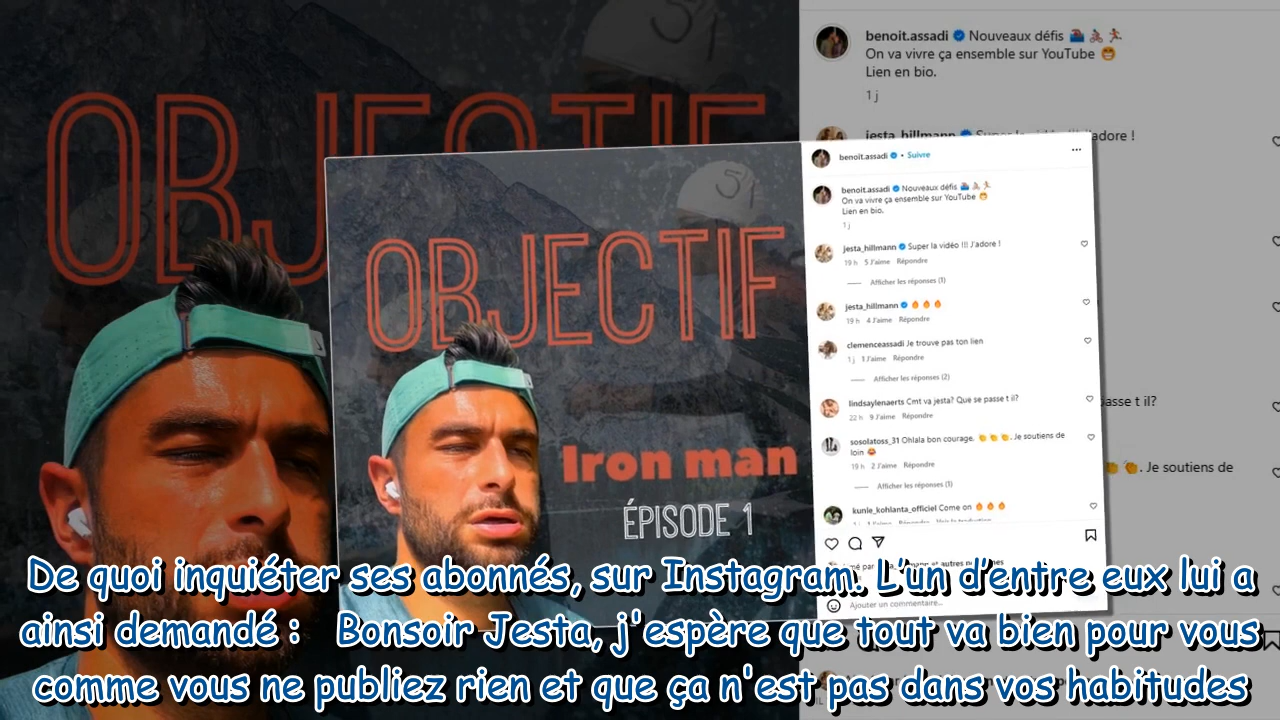 benoit.assadi Nouveaux défis
On va vivre ça ensemble sur YouTube
Lien en bio.
1 j
jesta_hillmann
adore !
OBJECTIF
benoit.assadi • Suivre
benoit.assadi Nouveaux défis
On va vivre ça ensemble sur YouTube
Lien en bio.
1 j
OBJECTIF
Iron man
ÉPISODE 1
jesta_hillmann Super la vidéo !!! J'adore !
19 h 5 J'aime Répondre
Afficher les réponses (1)
jesta_hillmann
19 h 4 J'aime Répondre
clemenceassadi Je trouve pas ton lien
1 j 1 J'aime Répondre
Afficher les réponses (2)
lindsaylenaerts Cmt va jesta? Que se passe t il?
22 h 9 J'aime Répondre
sosolatoss_31 Ohlala bon courage. . Je soutiens de
loin
19 h 2 J'aime Répondre
Afficher les réponses (1)
kunle_kohlanta_officiel Come on
passe t il?
. Je soutiens de
Ajouter un commentaire...
De quoi inquiéter ses abonnés, sur Instagram. L'un d'entre eux lui a
ainsi demandé : Bonsoir Jesta, j'espère que tout va bien pour vous
comme vous ne publiez rien et que ça n'est pas dans vos habitudes